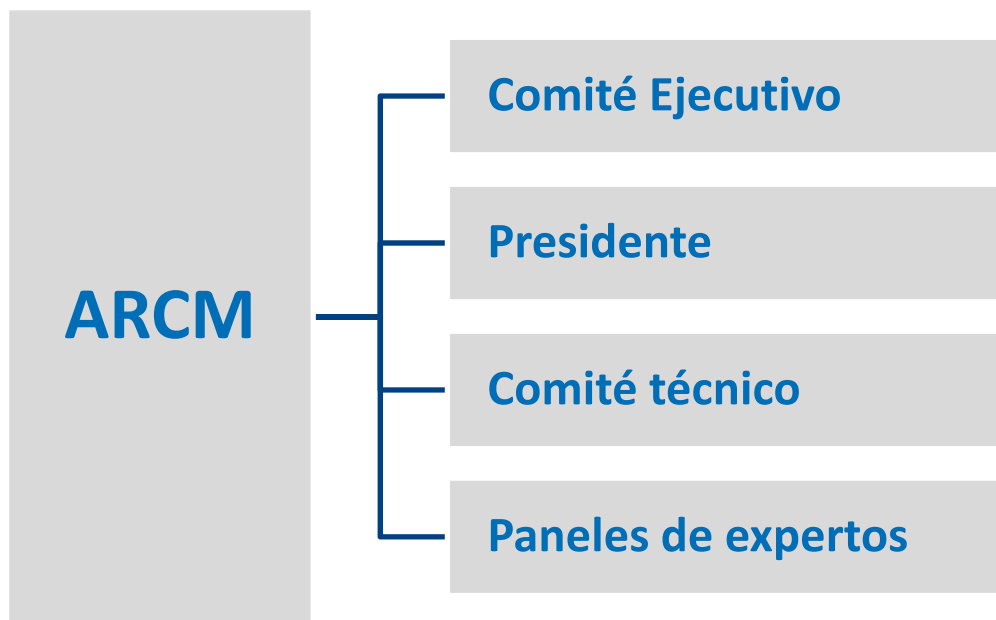 ARCM
Comité Ejecutivo
Presidente
Comité técnico
Paneles de expertos